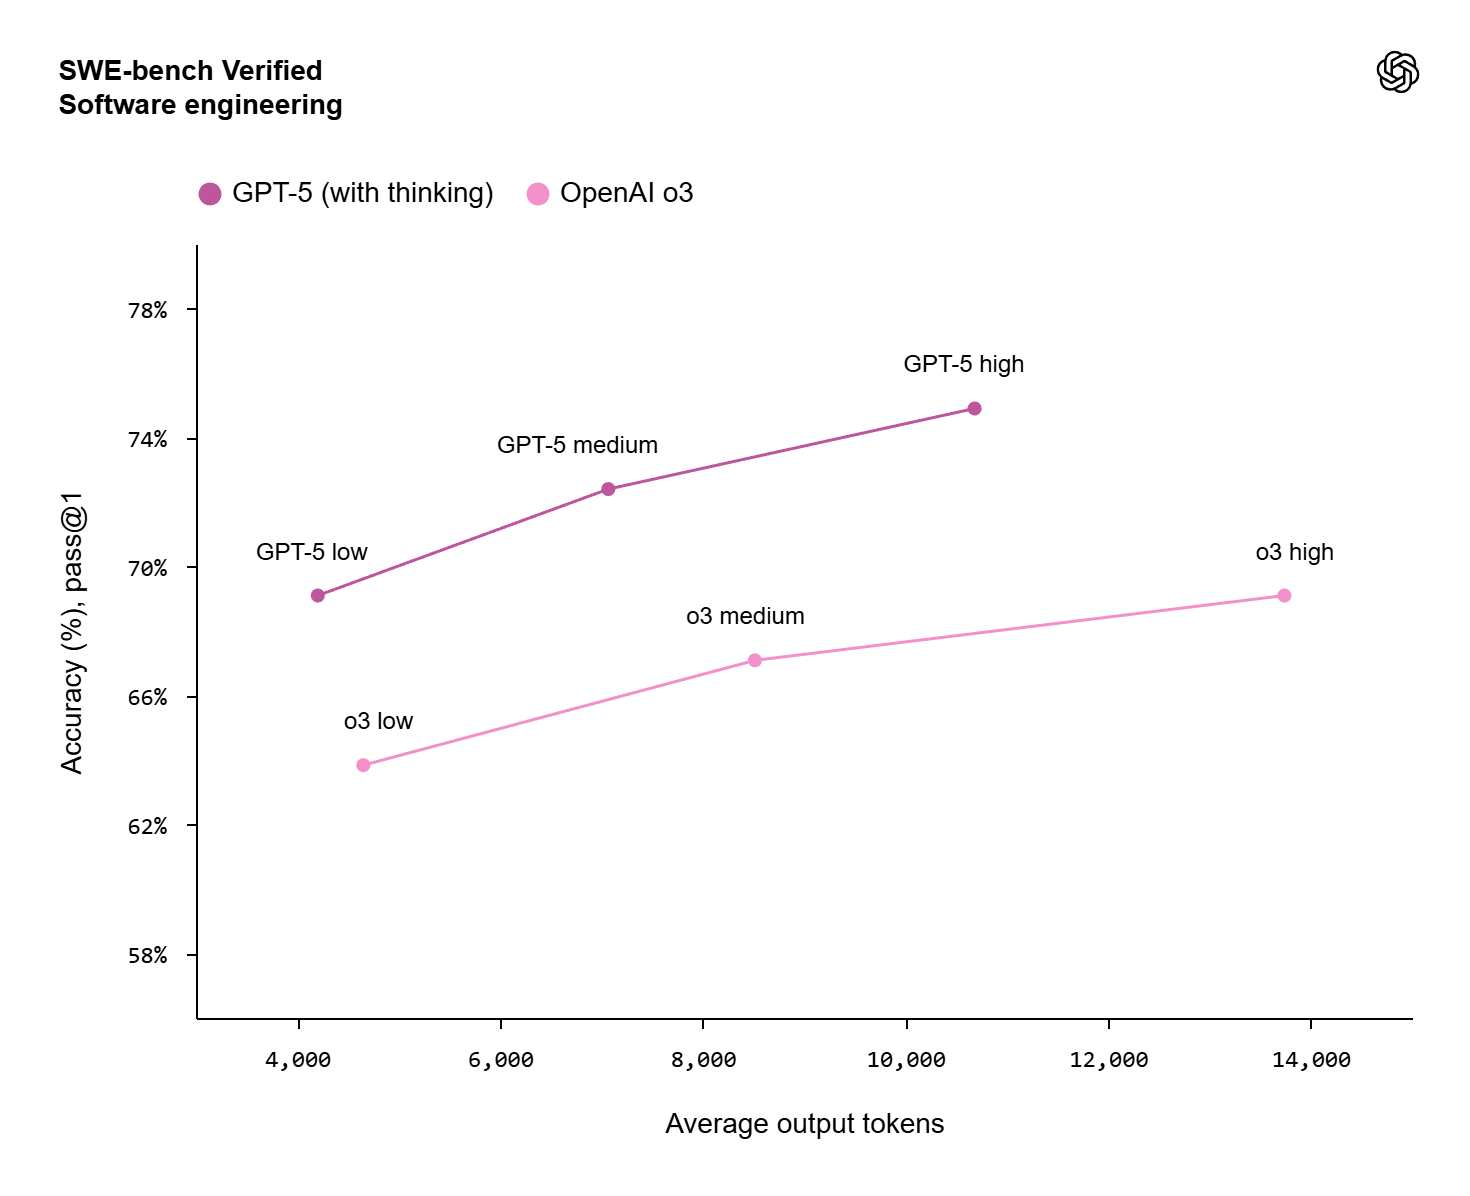 SWE-bench Verified
Software engineering
GPT-5 (with thinking)
OpenAI o3
78%
74%
70%
66%
62%
58%
Accuracy (%), pass@1
GPT-5 high
GPT-5 medium
GPT-5 low
o3 high
o3 medium
o3 low
4,000
6,000
8,000
10,000
12,000
14,000
Average output tokens